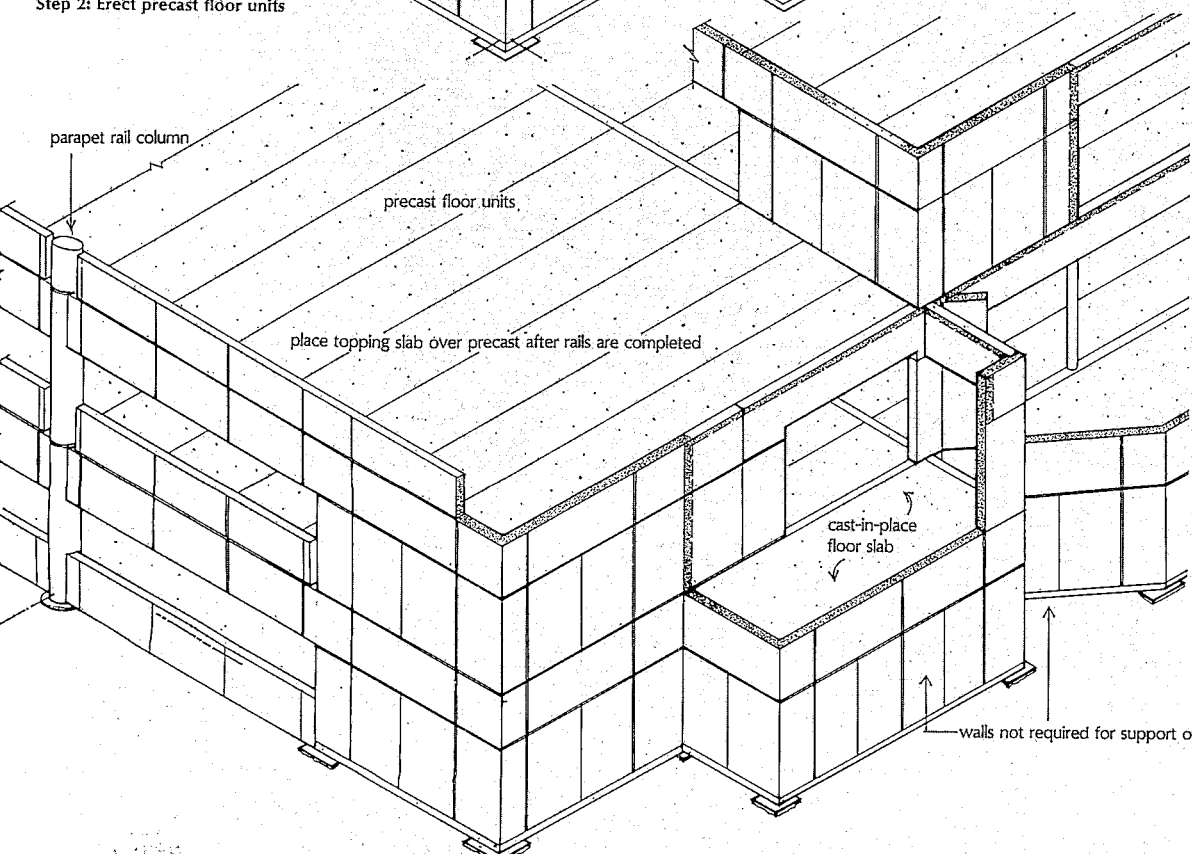 Step 2: Erect precast floor units
parapet rail column
precast floor units
place topping slab over precast after rails are completed
cast-in-place
floor slab
walls not required for support o